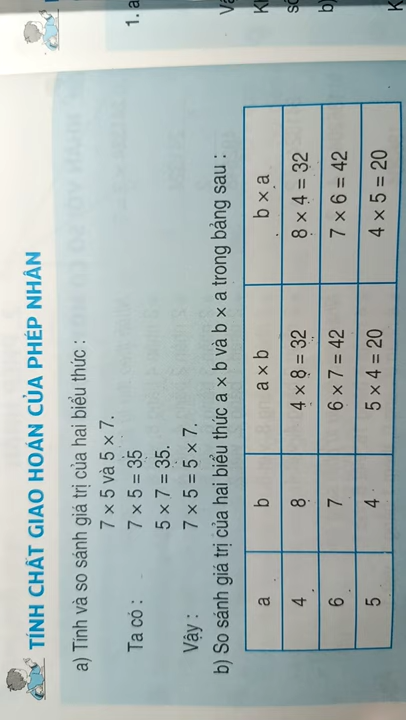 TÍNH CHẤT GIAO HOÁN CỦA PHÉP NHÂN
a) Tính và so sánh giá trị của hai biểu thức :
7 × 5 và 5 × 7.
Ta có : 7 × 5 = 35
5 × 7 = 35.
Vậy : 7 × 5 = 5 × 7.
b) So sánh giá trị của hai biểu thức a × b và b × a trong bảng sau :
a b a × b b × a
4 8 4 × 8 = 32 8 × 4 = 32
6 7 6 × 7 = 42 7 × 6 = 42
5 4 5 × 4 = 20 4 × 5 = 20
1. a